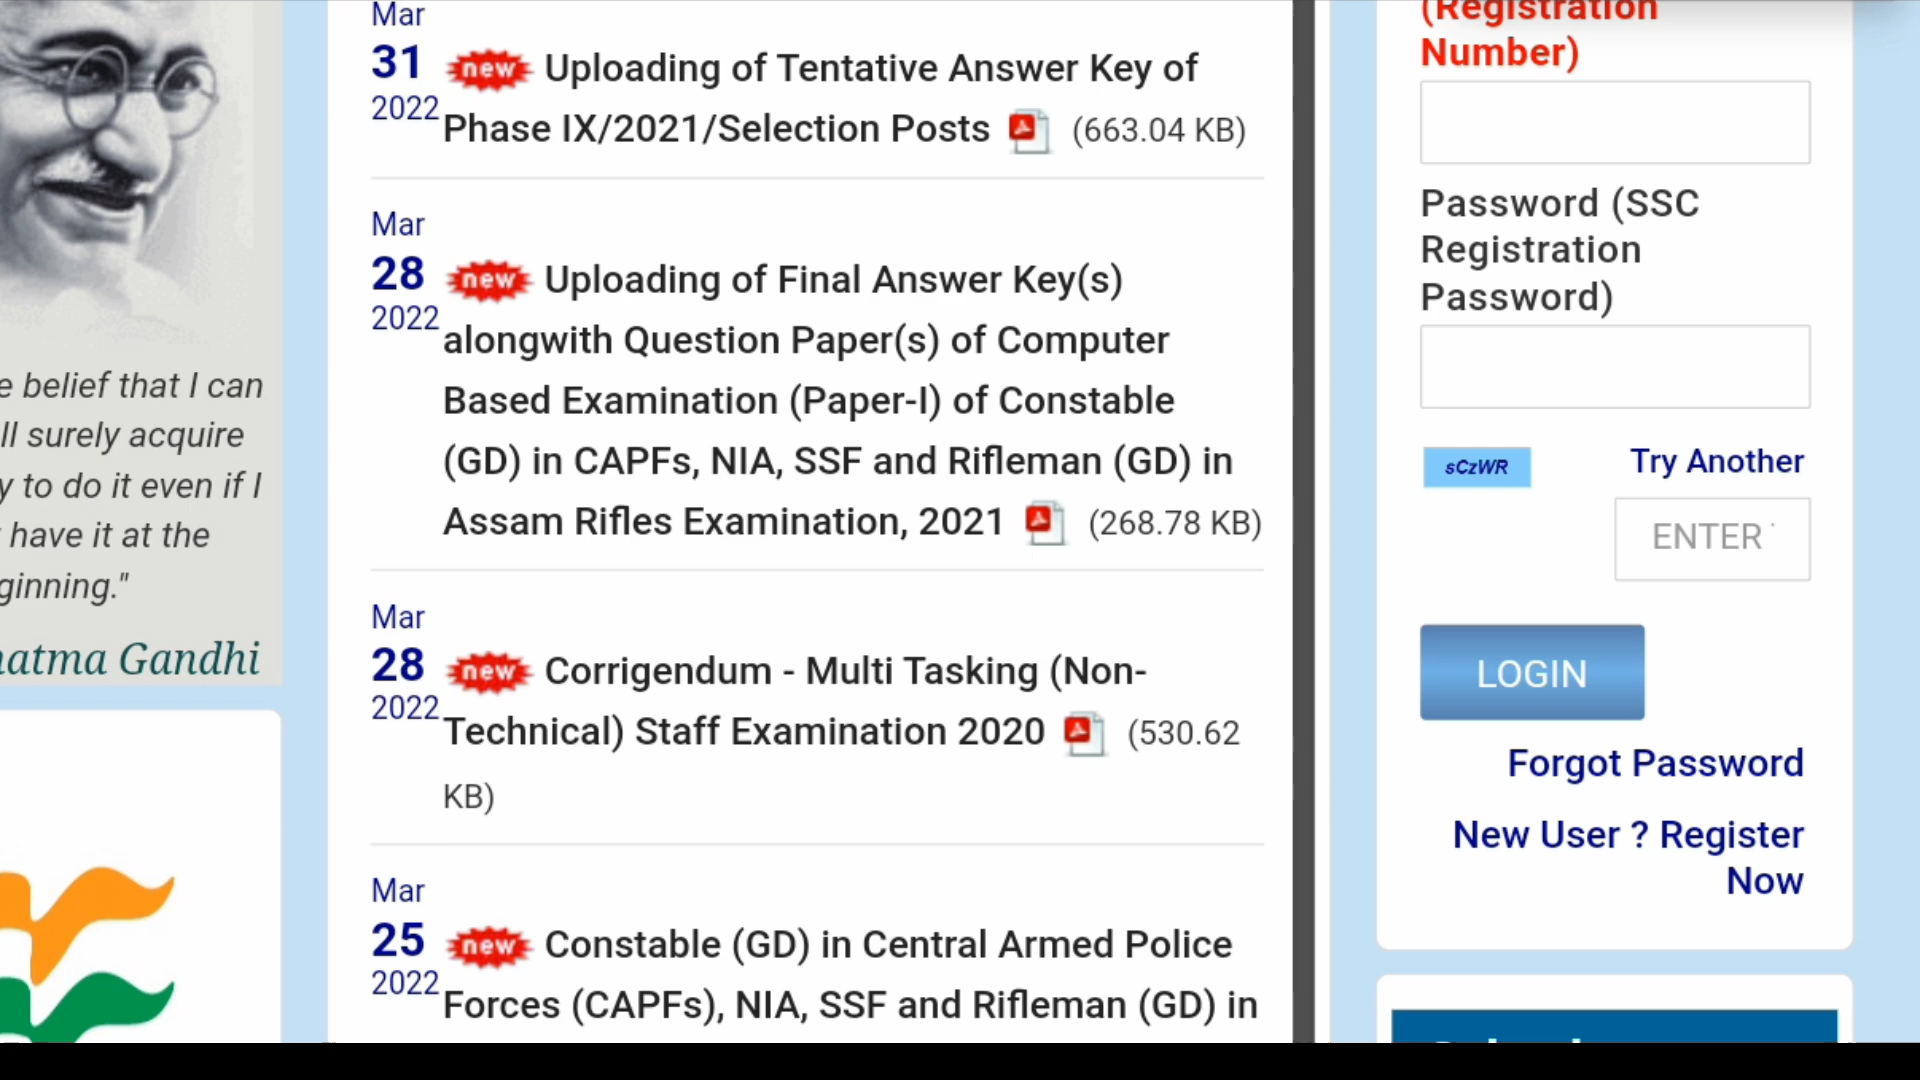 e belief that I can
ll surely acquire
y to do it even if I
have it at the
ginning."
hatma Gandhi
Mar
31
2022
new Uploading of Tentative Answer Key of
Phase IX/2021/Selection Posts (663.04 KB)
Mar
28
2022
new Uploading of Final Answer Key(s)
alongwith Question Paper(s) of Computer
Based Examination (Paper-I) of Constable
(GD) in CAPFs, NIA, SSF and Rifleman (GD) in
Assam Rifles Examination, 2021 (268.78 KB)
Mar
28
2022
new Corrigendum - Multi Tasking (Non-
Technical) Staff Examination 2020 (530.62
KB)
Mar
25
2022
new Constable (GD) in Central Armed Police
Forces (CAPFs), NIA, SSF and Rifleman (GD) in
(Registration
Number)
Password (SSC
Registration
Password)
sCzWR
Try Another
ENTER
LOGIN
Forgot Password
New User ? Register
Now